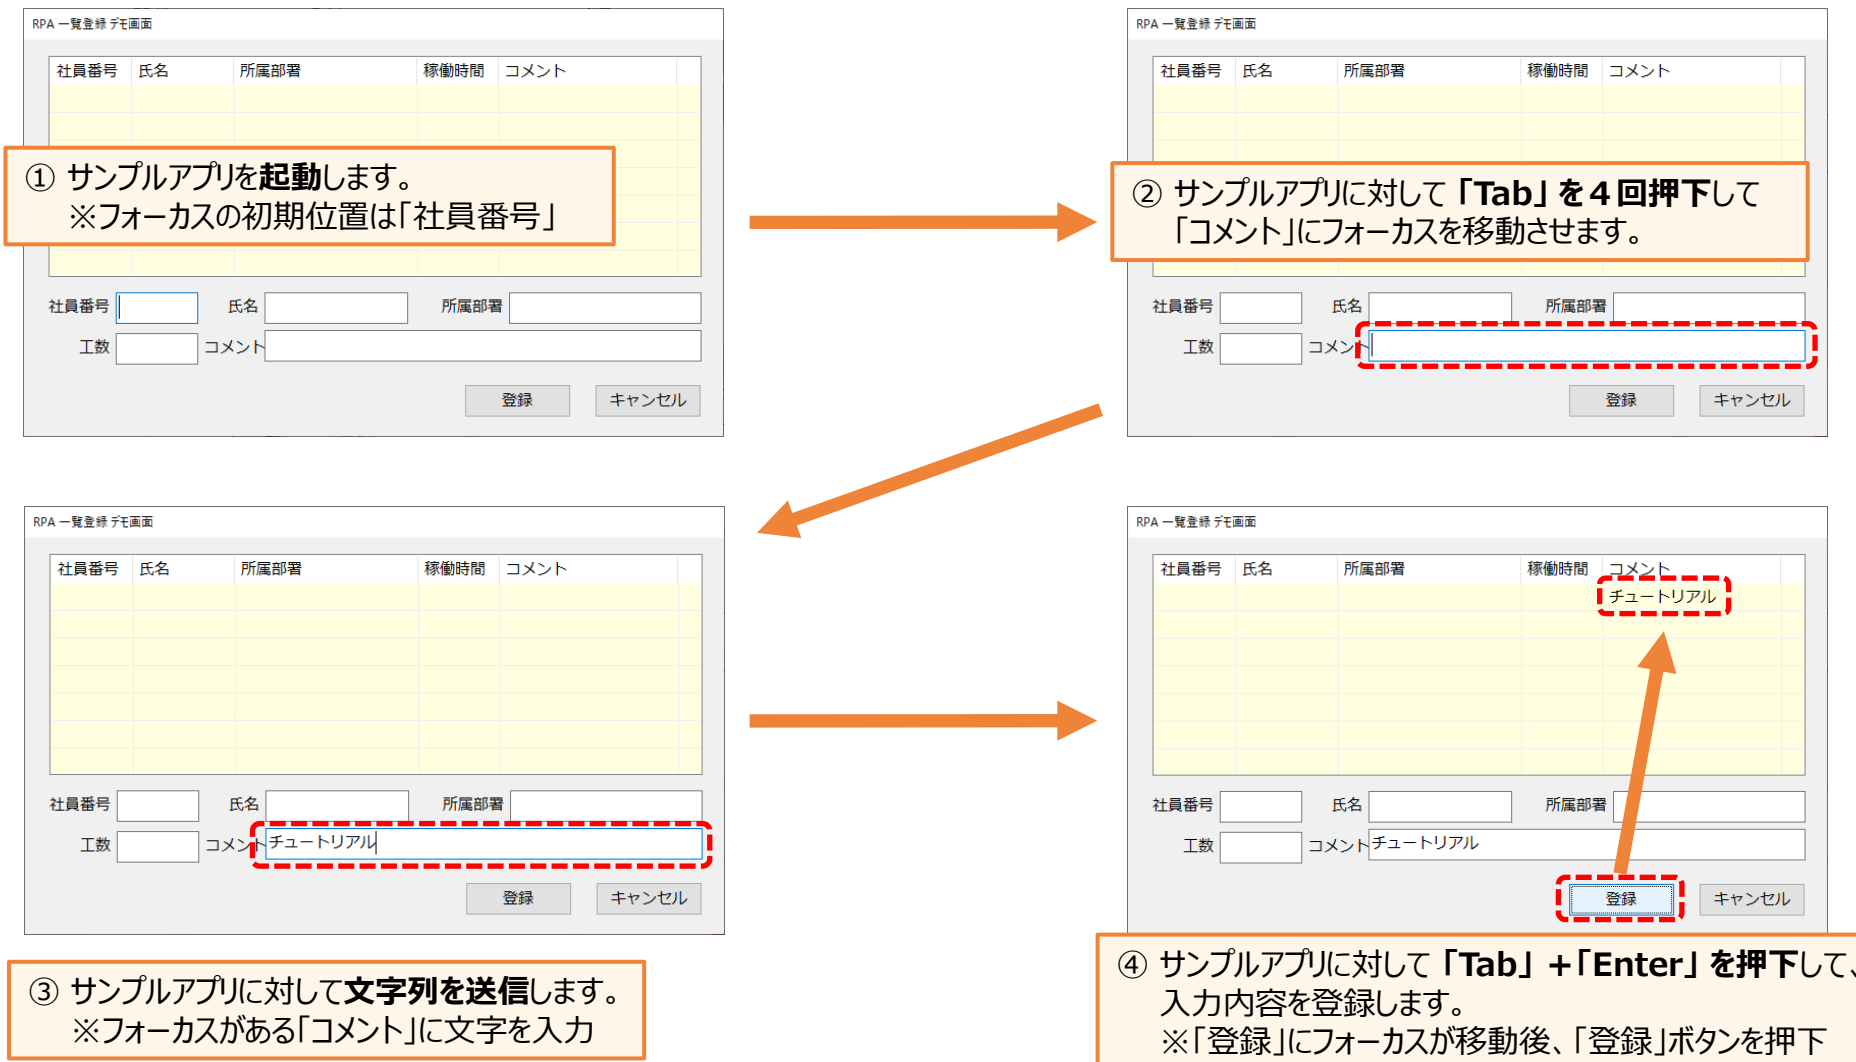 RPA 一覧登録 デモ画面
社員番号 氏名 所属部署 稼働時間 コメント
① サンプルアプリを起動します。
※フォーカスの初期位置は「社員番号」
社員番号 氏名 所属部署
工数 コメント
登録 キャンセル
RPA 一覧登録 デモ画面
社員番号 氏名 所属部署 稼働時間 コメント
② サンプルアプリに対して「Tab」を４回押下して
「コメント」にフォーカスを移動させます。
社員番号 氏名 所属部署
工数 コメント
登録 キャンセル
RPA 一覧登録 デモ画面
社員番号 氏名 所属部署 稼働時間 コメント
社員番号 氏名 所属部署
工数 コメント チュートリアル
登録 キャンセル
③ サンプルアプリに対して文字列を送信します。
※フォーカスがある「コメント」に文字を入力
RPA 一覧登録 デモ画面
社員番号 氏名 所属部署 稼働時間 コメント
チュートリアル
社員番号 氏名 所属部署
工数 コメント チュートリアル
登録 キャンセル
④ サンプルアプリに対して「Tab」+「Enter」を押下して、
入力内容を登録します。
※「登録」にフォーカスが移動後、「登録」ボタンを押下